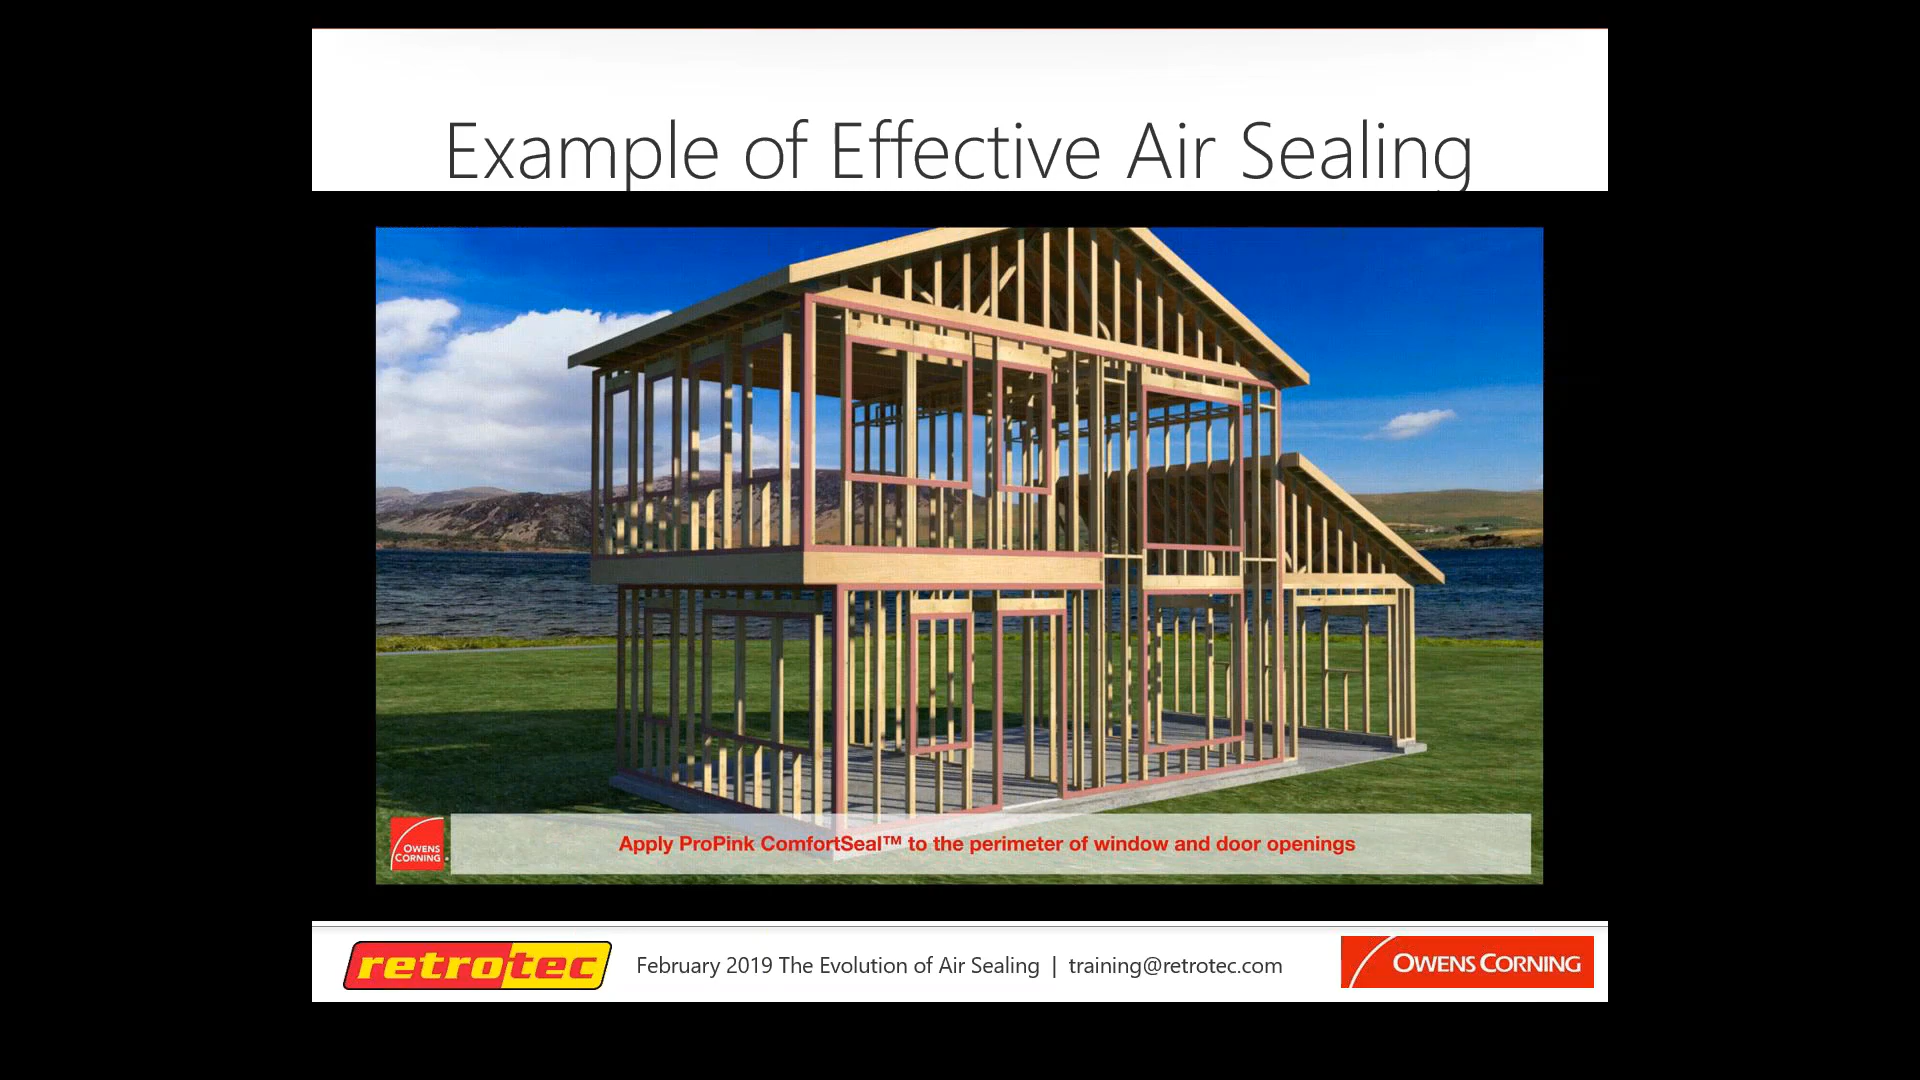 Example of Effective Air Sealing
OWENS
CORNING
Apply ProPink ComfortSeal™ to the perimeter of window and door openings
retrotec
February 2019 The Evolution of Air Sealing | training@retrotec.com
OWENS CORNING